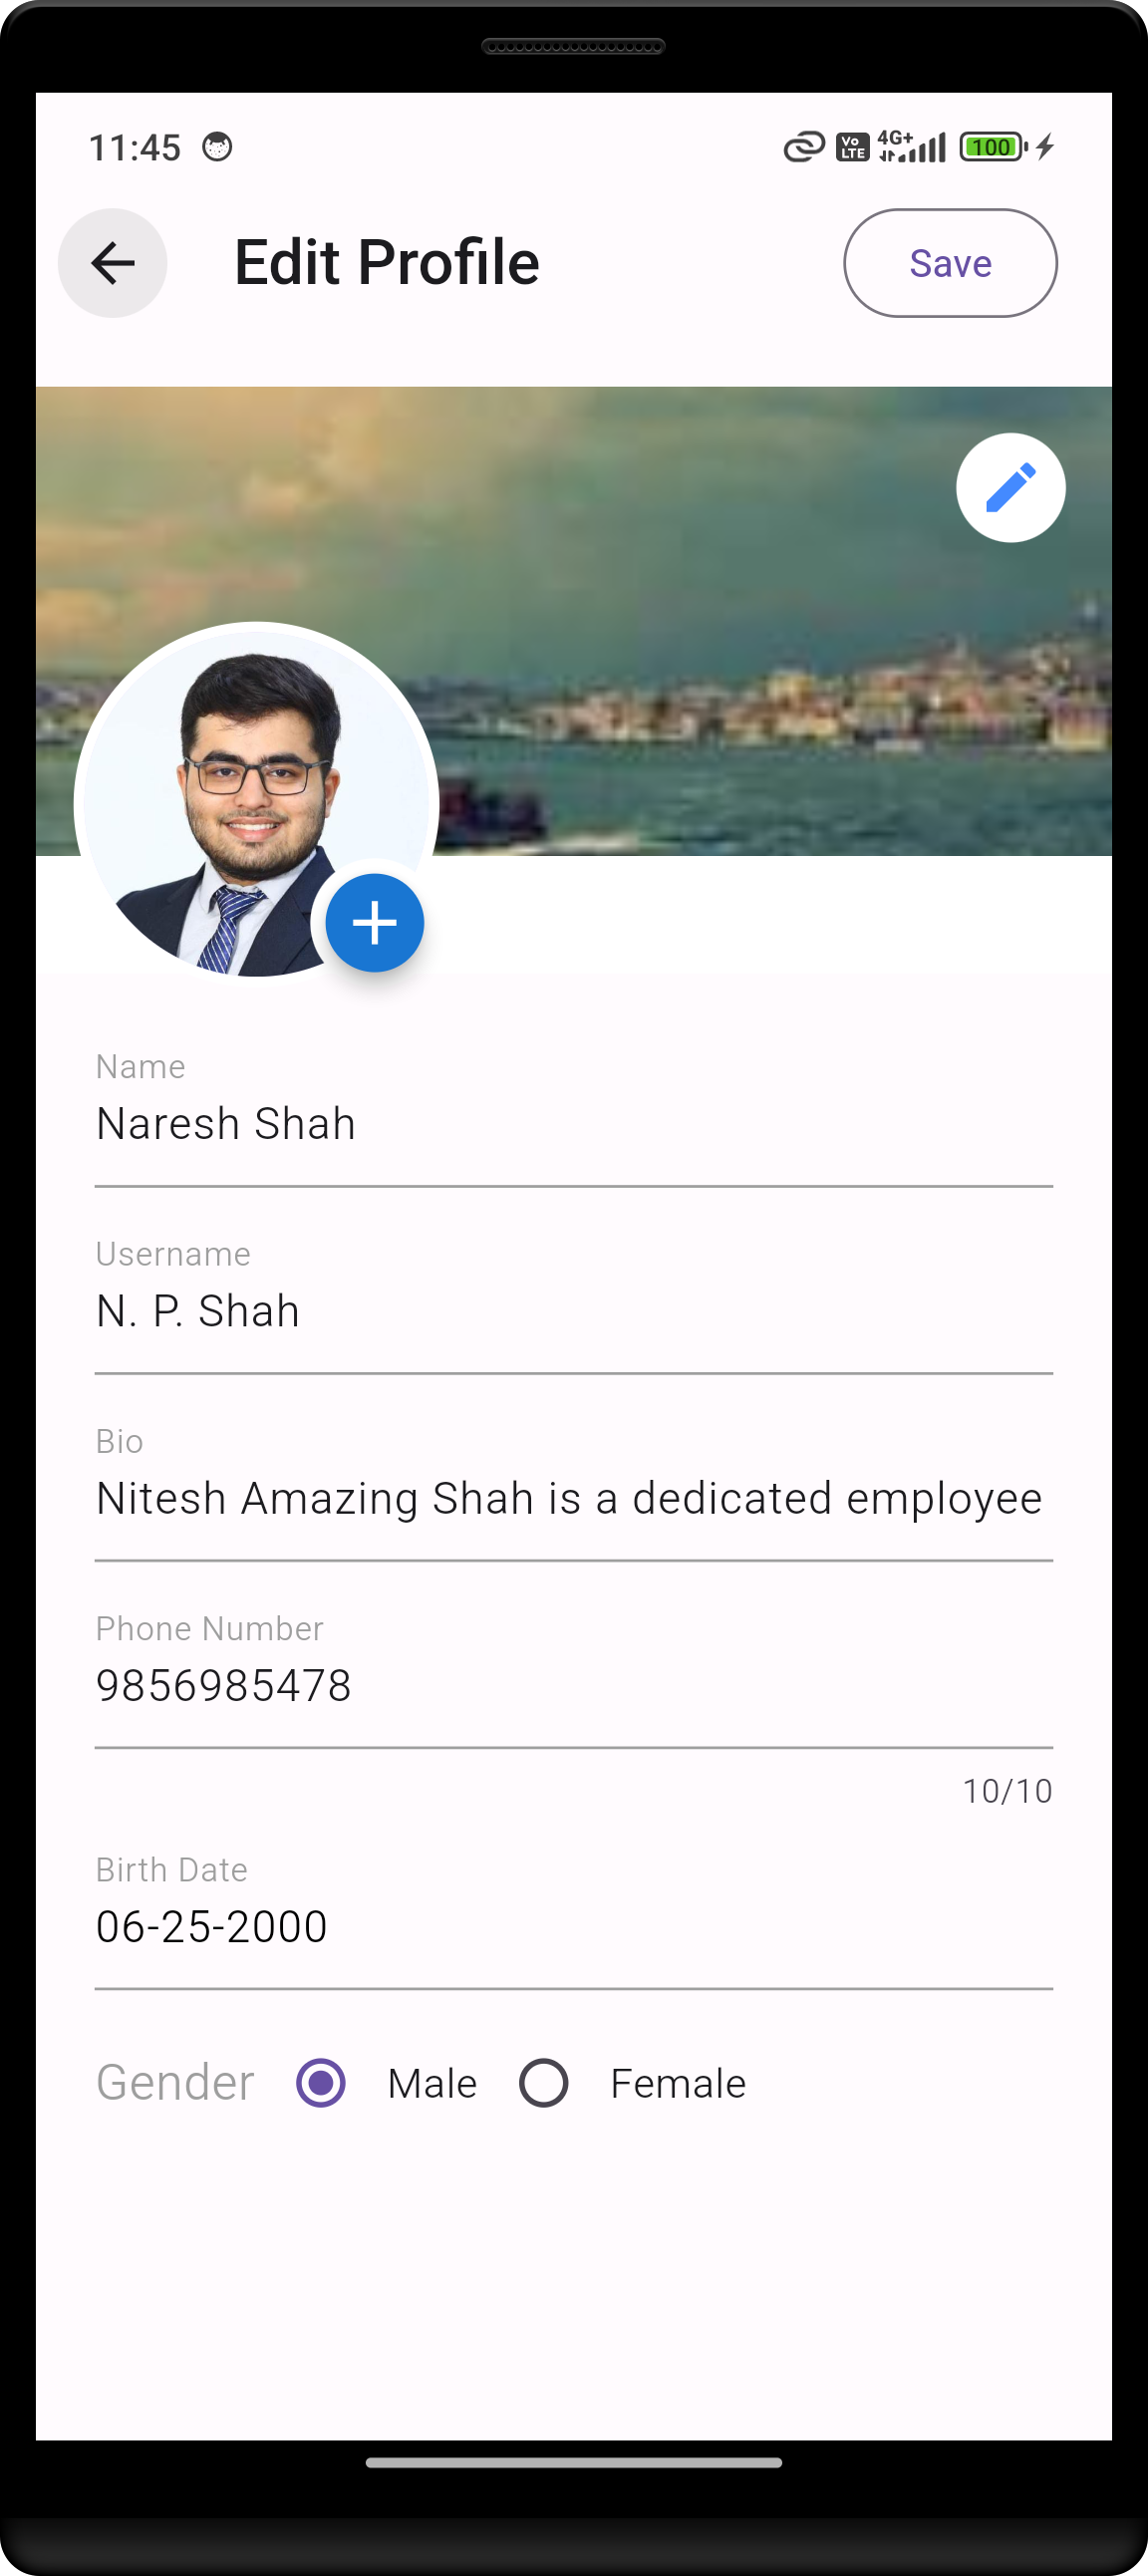 11:45
Vo LTE 4G+ 100
Edit Profile
Save
Name
Naresh Shah
Username
N. P. Shah
Bio
Nitesh Amazing Shah is a dedicated employee
Phone Number
9856985478
10/10
Birth Date
06-25-2000
Gender Male Female